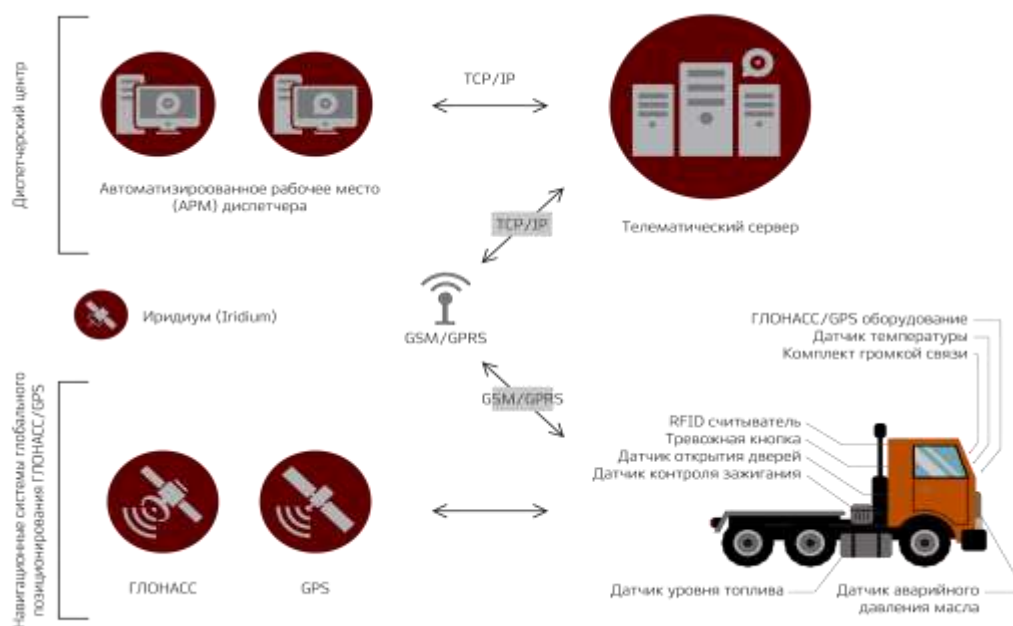 Диспетчерский центр
TCP/IP
Автоматизироованное рабочее место
(АРМ) диспетчера
TCP/IP
Телематический сервер
Иридиум (Iridium)
GSM/GPRS
ГЛОНАСС/GPS оборудование
Датчик температуры
Комплект громкой связи
Навигационные системы глобального
позиционирования ГЛОНАСС/GPS
GSM/GPRS
RFID считыватель
Тревожная кнопка
Датчик открытия дверей
Датчик контроля зажигания
ГЛОНАСС
GPS
Датчик уровня топлива
Датчик аварийного
давления масла